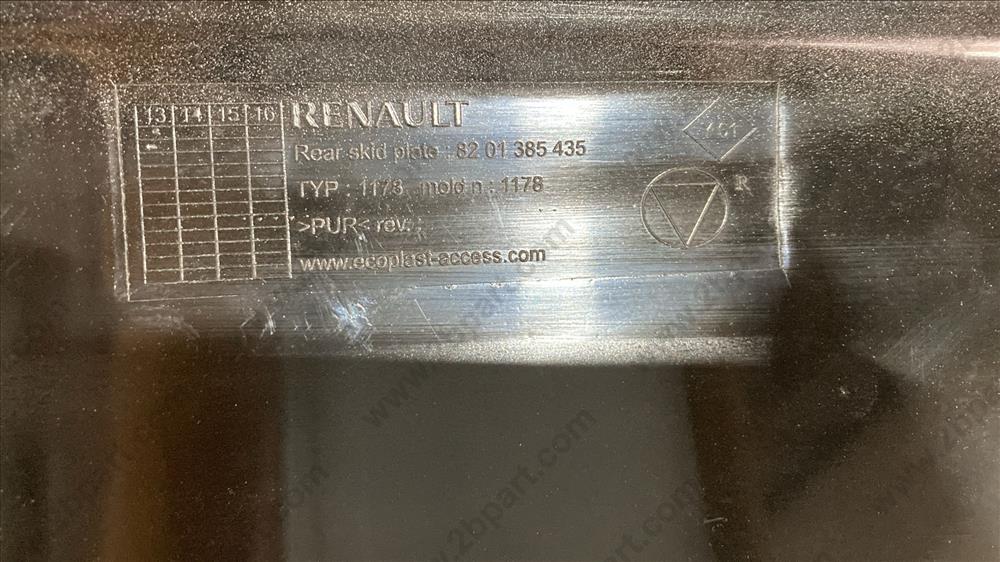 13 14 15 16
RENAULT
Rear skid plate : 82 01 385 435
TYP : 1178 mold n : 1178
>PUR< rev. :
www.ecoplast-access.com
R
www.2bpart.com